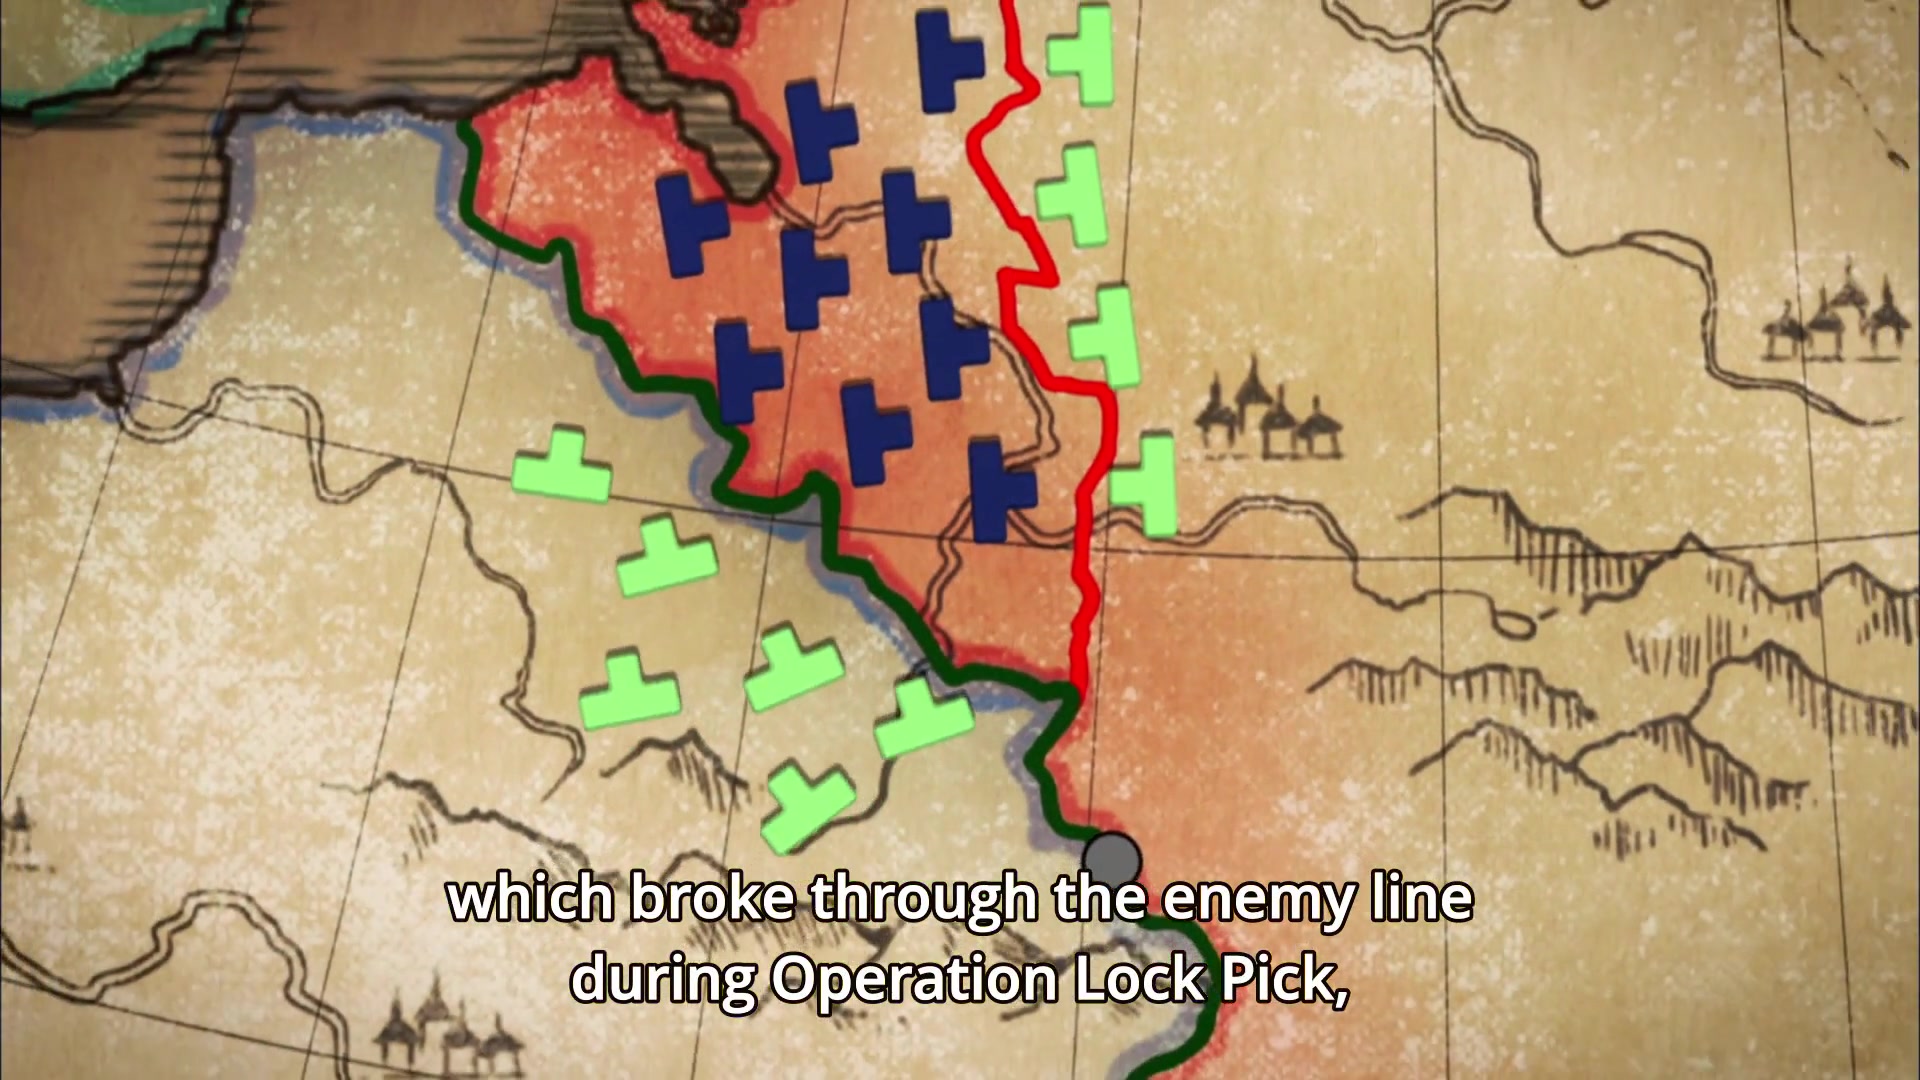 which broke through the enemy line
during Operation Lock Pick,